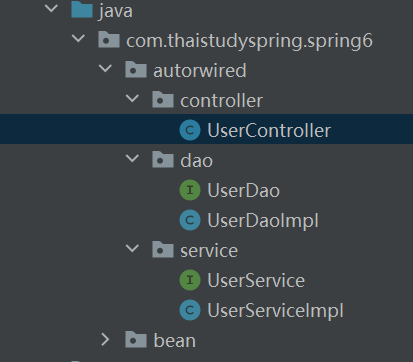 java
com.thaistudyspring.spring6
autorwired
controller
C UserController
dao
I UserDao
C UserDaoImpl
service
I UserService
C UserServiceImpl
bean